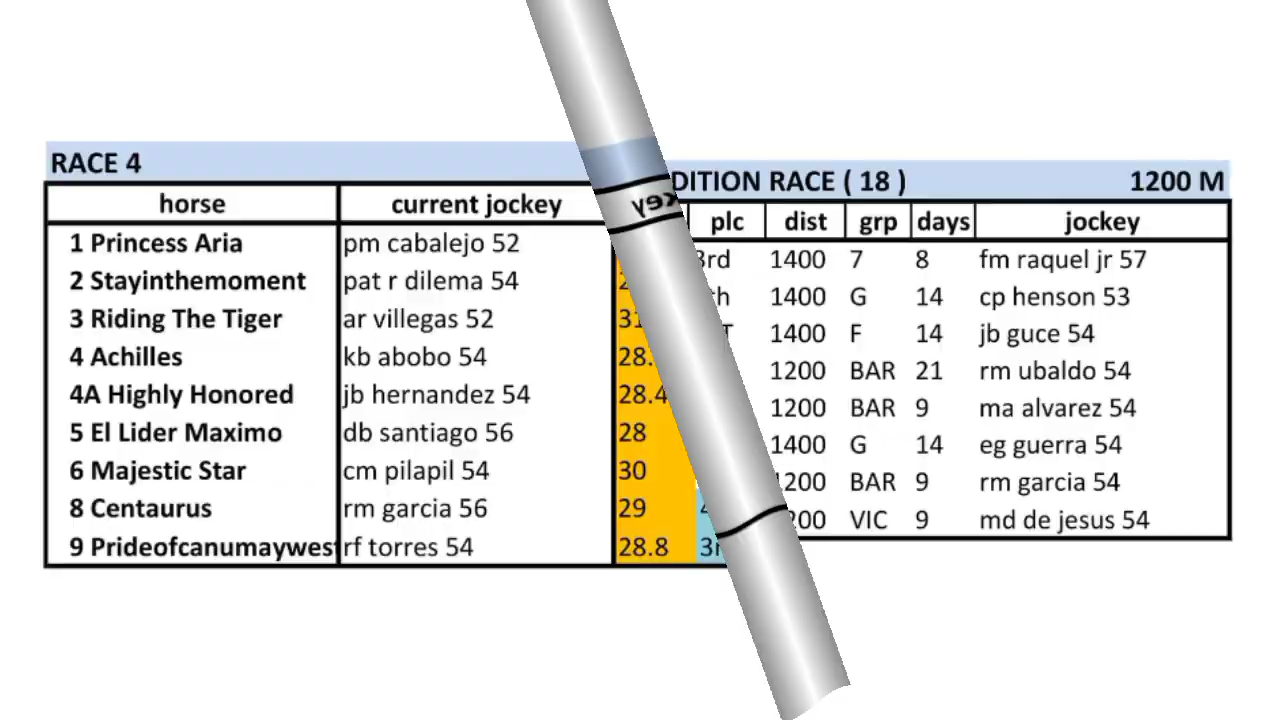 RACE 4
horse current jockey
1 Princess Aria pm cabalejo 52
2 Stayinthemoment pat r dilema 54
3 Riding The Tiger ar villegas 52
4 Achilles kb abobo 54
4A Highly Honored jb hernandez 54 28.4
5 El Lider Maximo db santiago 56 28
6 Majestic Star cm pilapil 54 30
8 Centaurus rm garcia 56 29
9 Prideofcanumaywest rf torres 54 28.8
DITION RACE ( 18 ) 1200 M
plc dist grp days jockey
3rd 1400 7 8 fm raquel jr 57
1400 G 14 cp henson 53
1400 F 14 jb guce 54
1200 BAR 21 rm ubaldo 54
1200 BAR 9 ma alvarez 54
1400 G 14 eg guerra 54
1200 BAR 9 rm garcia 54
VIC 9 md de jesus 54